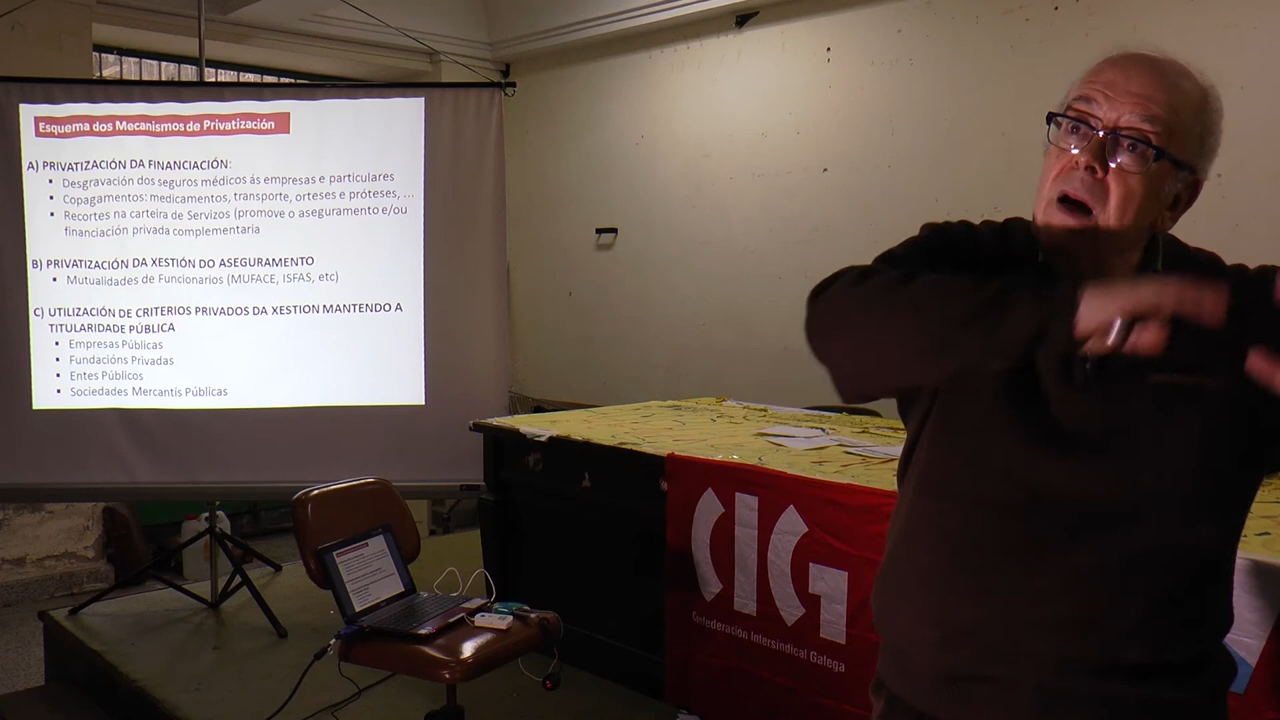 Esquema dos Mecanismos de Privatización
A) PRIVATIZACIÓN DA FINANCIACIÓN:
▪ Desgravación dos seguros médicos ás empresas e particulares
▪ Copagamentos: medicamentos, transporte, orteses e próteses, ...
▪ Recortes na carteira de Servizos (promove o aseguramento e/ou
financiación privada complementaria
B) PRIVATIZACIÓN DA XESTIÓN DO ASEGURAMENTO
▪ Mutualidades de Funcionarios (MUFACE, ISFAS, etc)
C) UTILIZACIÓN DE CRITERIOS PRIVADOS DA XESTION MANTENDO A
TITULARIDADE PÚBLICA
▪ Empresas Públicas
▪ Fundacións Privadas
▪ Entes Públicos
▪ Sociedades Mercantís Públicas
CIG
Confederación Intersindical Galega